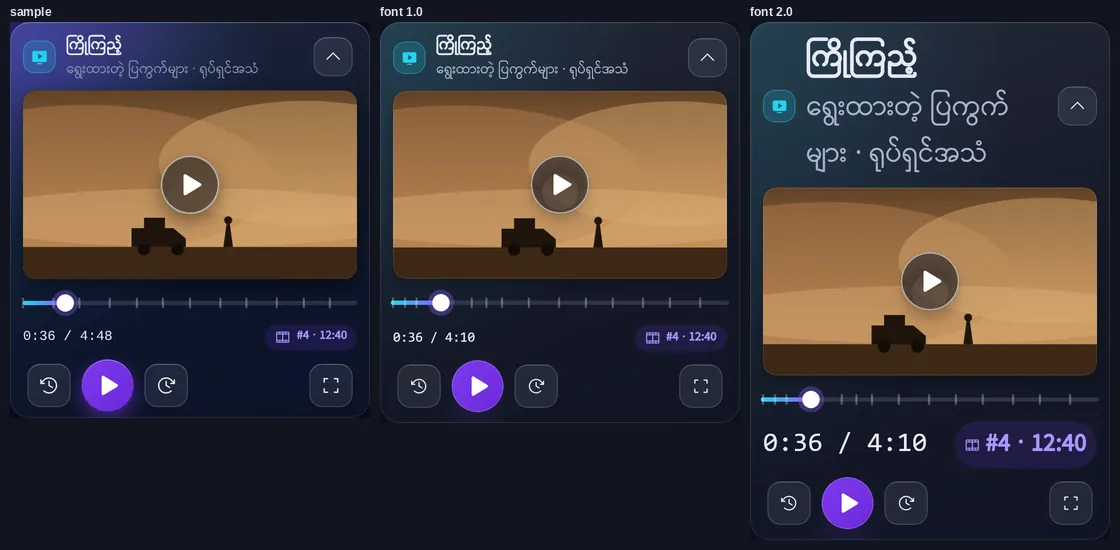 sample
ကြိုကြည့်
ရွေးထားတဲ့ ပြကွက်များ · ရုပ်ရှင်အသံ
0:36 / 4:48
#4 · 12:40
font 1.0
ကြိုကြည့်
ရွေးထားတဲ့ ပြကွက်များ · ရုပ်ရှင်အသံ
0:36 / 4:10
#4 · 12:40
font 2.0
ကြိုကြည့်
ရွေးထားတဲ့ ပြကွက်
များ · ရုပ်ရှင်အသံ
0:36 / 4:10
#4 · 12:40